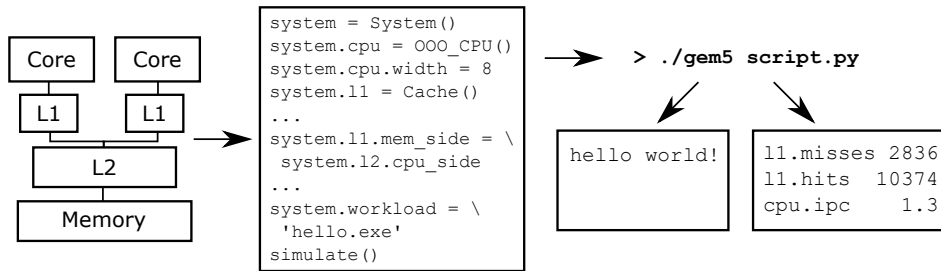 Core Core
L1 L1
L2
Memory
system = System()
system.cpu = OOO_CPU()
system.cpu.width = 8
system.l1 = Cache()
...
system.l1.mem_side = \
system.l2.cpu_side
...
system.workload = \
'hello.exe'
simulate()
> ./gem5 script.py
hello world!
l1.misses 2836
l1.hits 10374
cpu.ipc 1.3